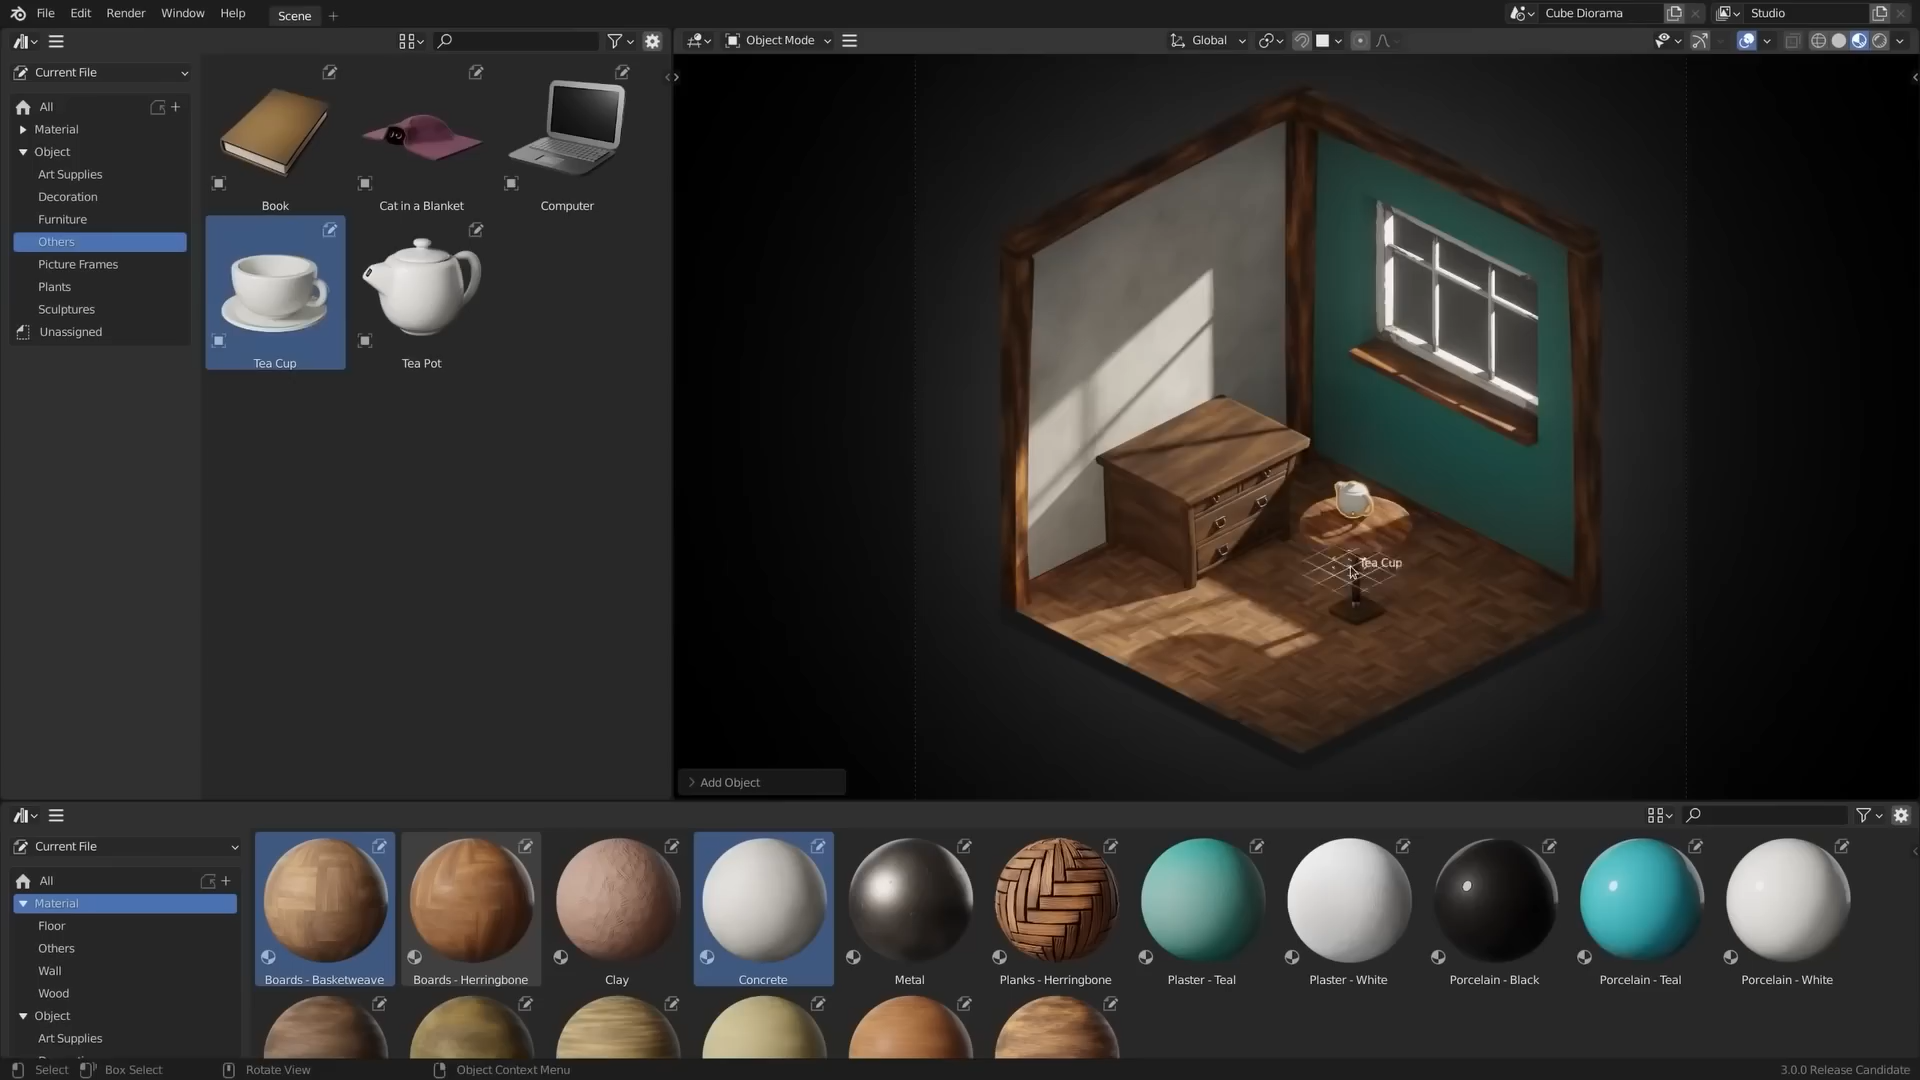 File Edit Render Window Help Scene +
Cube Diorama
Studio
Object Mode
Global
Current File
All
Material
Object
Art Supplies
Decoration
Furniture
Others
Picture Frames
Plants
Sculptures
Unassigned
Book
Cat in a Blanket
Computer
Tea Cup
Tea Pot
Tea Cup
Add Object
Current File
All
Material
Floor
Others
Wall
Wood
Object
Art Supplies
Boards - Basketweave
Boards - Herringbone
Clay
Concrete
Metal
Planks - Herringbone
Plaster - Teal
Plaster - White
Porcelain - Black
Porcelain - Teal
Porcelain - White
Select
Box Select
Rotate View
Object Context Menu
3.0.0 Release Candidate